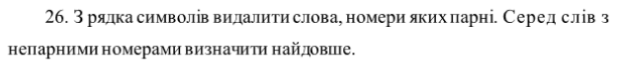 26. З рядка символів видалити слова, номери яких парні. Серед слів з
непарними номерами визначити найдовше.